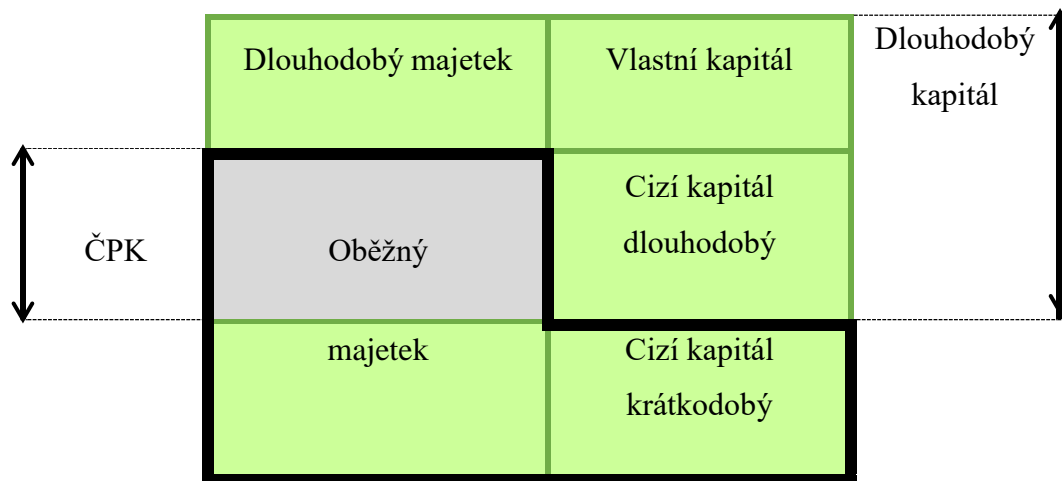 Dlouhodobý majetek
Vlastní kapitál
Dlouhodobý
kapitál
ČPK
Oběžný
Cizí kapitál
dlouhodobý
majetek
Cizí kapitál
krátkodobý